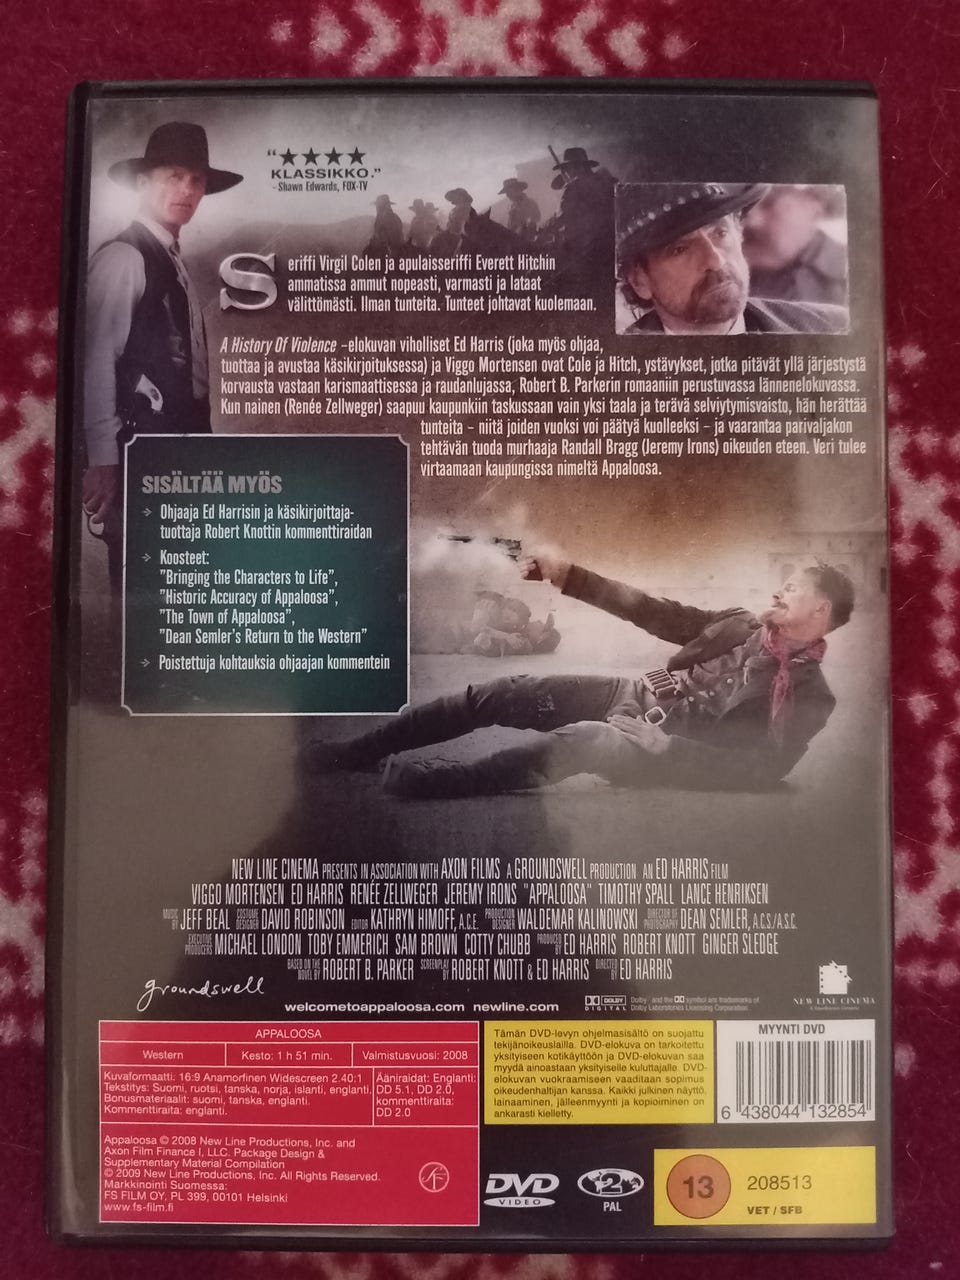 "★★★★
KLASSIKKO."
- Shawn Edwards, FOX-TV
Seriffi Virgil Colen ja apulaisseriffi Everett Hitchin
ammatissa ammut nopeasti, varmasti ja lataat
välittömästi. Ilman tunteita. Tunteet johtavat kuolemaan.
A History Of Violence –elokuvan viholliset Ed Harris (joka myös ohjaa,
tuottaa ja avustaa käsikirjoituksessa) ja Viggo Mortensen ovat Cole ja Hitch, ystävykset, jotka pitävät yllä järjestystä
korvausta vastaan karismaattisessa ja raudanlujassa, Robert B. Parkerin romaaniin perustuvassa lännenelokuvassa.
Kun nainen (Renée Zellweger) saapuu kaupunkiin taskussaan vain yksi taala ja terävä selviytymisvaisto, hän herättää
tunteita – niitä joiden vuoksi voi päätyä kuolleeksi – ja vaarantaa parivaljakon
tehtävän tuoda murhaaja Randall Bragg (Jeremy Irons) oikeuden eteen. Veri tulee
virtaamaan kaupungissa nimeltä Appaloosa.
SISÄLTÄÄ MYÖS
Ohjaaja Ed Harrisin ja käsikirjoittaja-
tuottaja Robert Knottin kommenttiraidan
Koosteet:
"Bringing the Characters to Life",
"Historic Accuracy of Appaloosa",
"The Town of Appaloosa",
"Dean Semler's Return to the Western"
Poistettuja kohtauksia ohjaajan kommentein
NEW LINE CINEMA PRESENTS IN ASSOCIATION WITH AXON FILMS A GROUNDSWELL PRODUCTION AN ED HARRIS FILM
VIGGO MORTENSEN ED HARRIS RENÉE ZELLWEGER JEREMY IRONS "APPALOOSA" TIMOTHY SPALL LANCE HENRIKSEN
MUSIC BY JEFF BEAL COSTUME DESIGNER DAVID ROBINSON EDITOR KATHRYN HIMOFF, A.C.E. PRODUCTION DESIGNER WALDEMAR KALINOWSKI DIRECTOR OF PHOTOGRAPHY DEAN SEMLER, A.C.S./A.S.C.
EXECUTIVE PRODUCERS MICHAEL LONDON TOBY EMMERICH SAM BROWN COTTY CHUBB PRODUCED BY ED HARRIS ROBERT KNOTT GINGER SLEDGE
BASED ON THE NOVEL BY ROBERT B. PARKER SCREENPLAY BY ROBERT KNOTT & ED HARRIS DIRECTED BY ED HARRIS
groundswell
welcometoappaloosa.com newline.com
DOLBY DIGITAL
Dolby and the DD symbol are trademarks of
Dolby Laboratories Licensing Corporation.
NEW LINE CINEMA
APPALOOSA
Western
Kesto: 1 h 51 min.
Valmistusvuosi: 2008
Kuvaformaatti: 16:9 Anamorfinen Widescreen 2.40:1
Tekstitys: Suomi, ruotsi, tanska, norja, islanti, englanti.
Bonusmateriaalit: suomi, tanska, englanti.
Kommenttiraita: englanti.
Ääniraidat: Englanti:
DD 5.1, DD 2.0,
kommenttiraita:
DD 2.0
Appaloosa © 2008 New Line Productions, Inc. and
Axon Film Finance I, LLC. Package Design &
Supplementary Material Compilation
© 2009 New Line Productions, Inc. All Rights Reserved.
Markkinointi Suomessa:
FS FILM OY, PL 399, 00101 Helsinki
www.fs-film.fi
Tämän DVD-levyn ohjelmasisältö on suojattu
tekijänoikeuslailla. DVD-elokuva on tarkoitettu
yksityiseen kotikäyttöön ja DVD-elokuvan saa
myydä ainoastaan yksityiselle kuluttajalle. DVD-
elokuvan vuokraamiseen vaaditaan sopimus
oikeudenhaltijan kanssa. Kaikki julkinen näyttö,
lainaaminen, jälleenmyynti ja kopioiminen on
ankarasti kielletty.
MYYNTI DVD
6 438044 132854
DVD
VIDEO
2
PAL
13
208513
VET / SFB